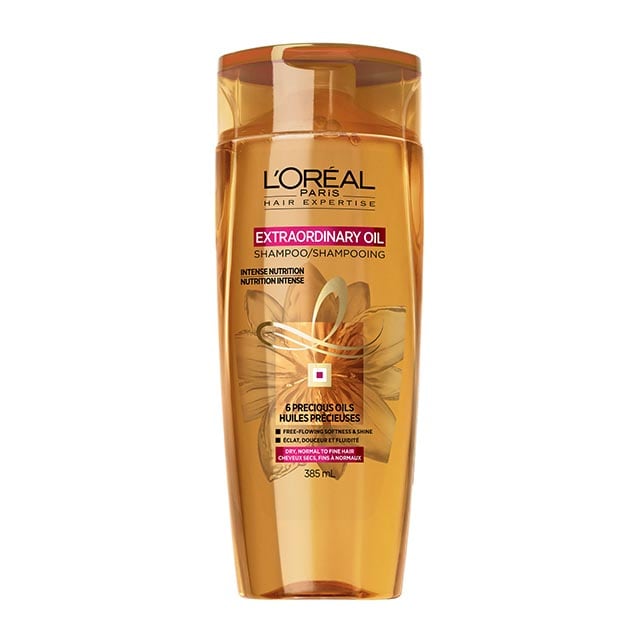 L'ORÉAL
PARIS
HAIR EXPERTISE
EXTRAORDINARY OIL
SHAMPOO/SHAMPOOING
INTENSE NUTRITION
NUTRITION INTENSE
6 PRECIOUS OILS
HUILES PRÉCIEUSES
FREE-FLOWING SOFTNESS & SHINE
ÉCLAT, DOUCEUR ET FLUIDITÉ
DRY, NORMAL TO FINE HAIR
CHEVEUX SECS, FINS À NORMAUX
385 mL